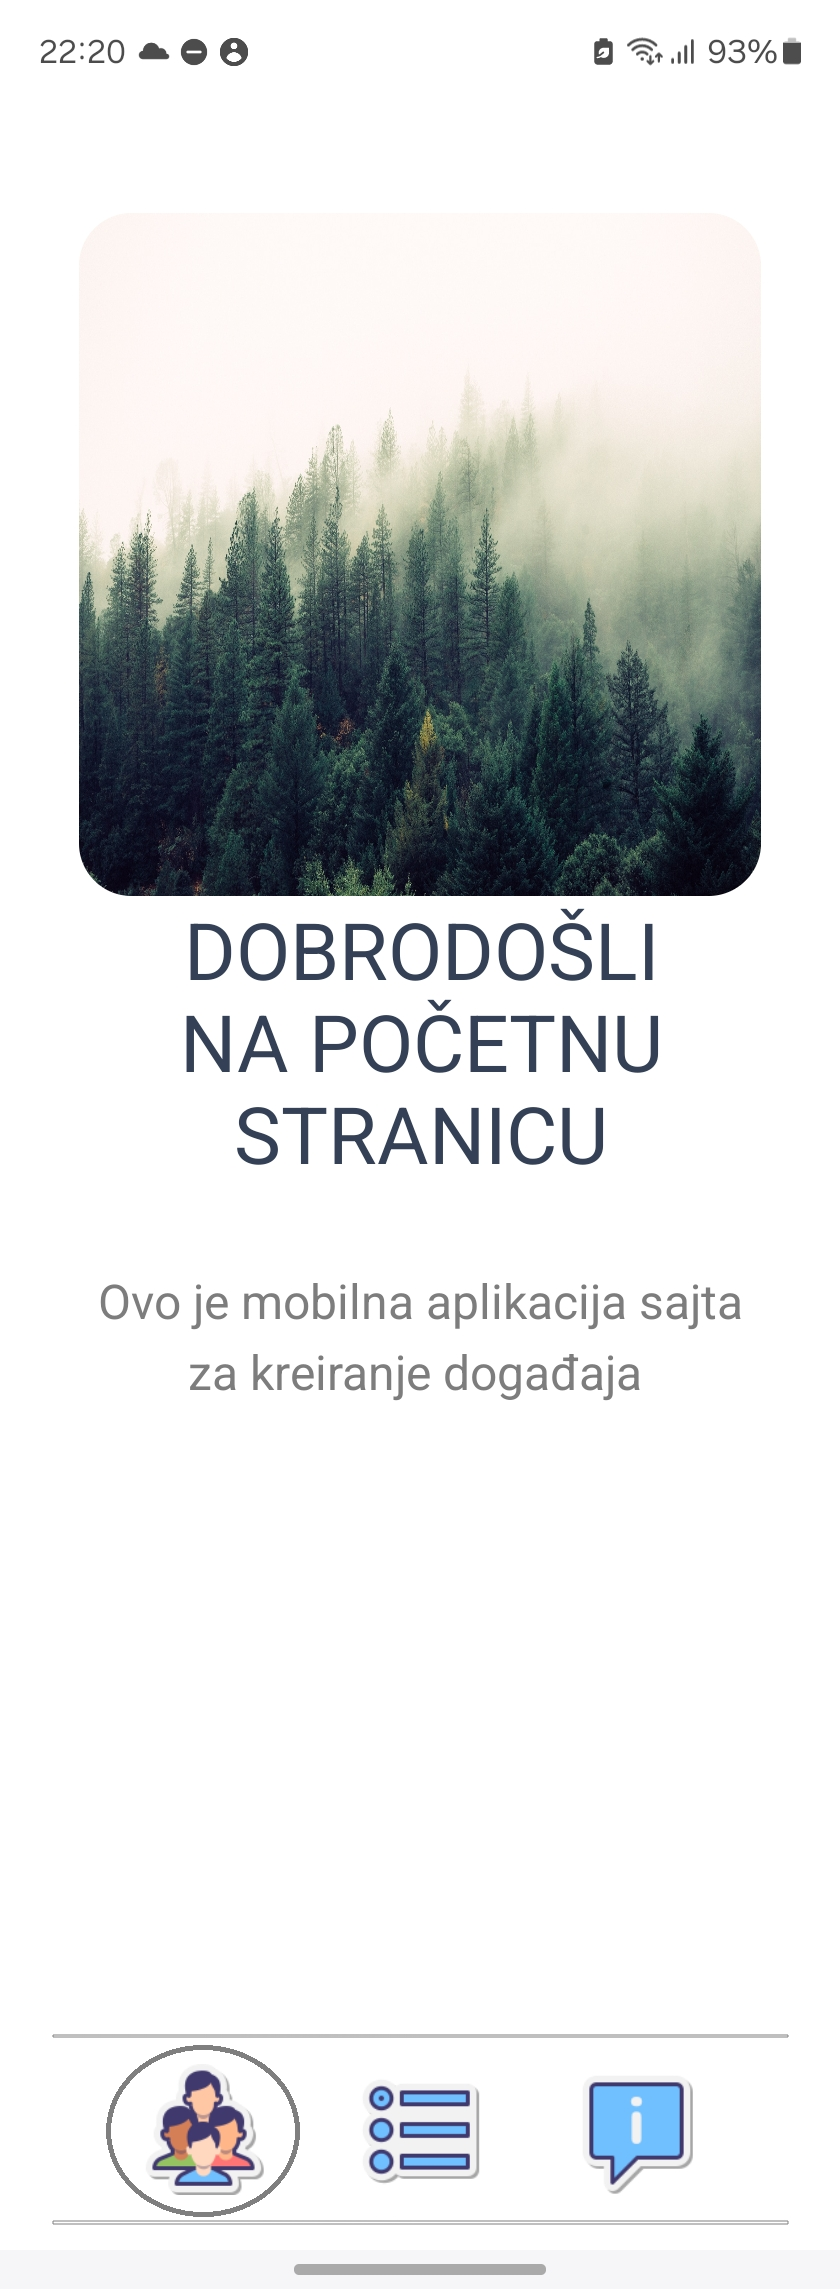 22:20
93%
DOBRODOŠLI
NA POČETNU
STRANICU
Ovo je mobilna aplikacija sajta
za kreiranje događaja
i